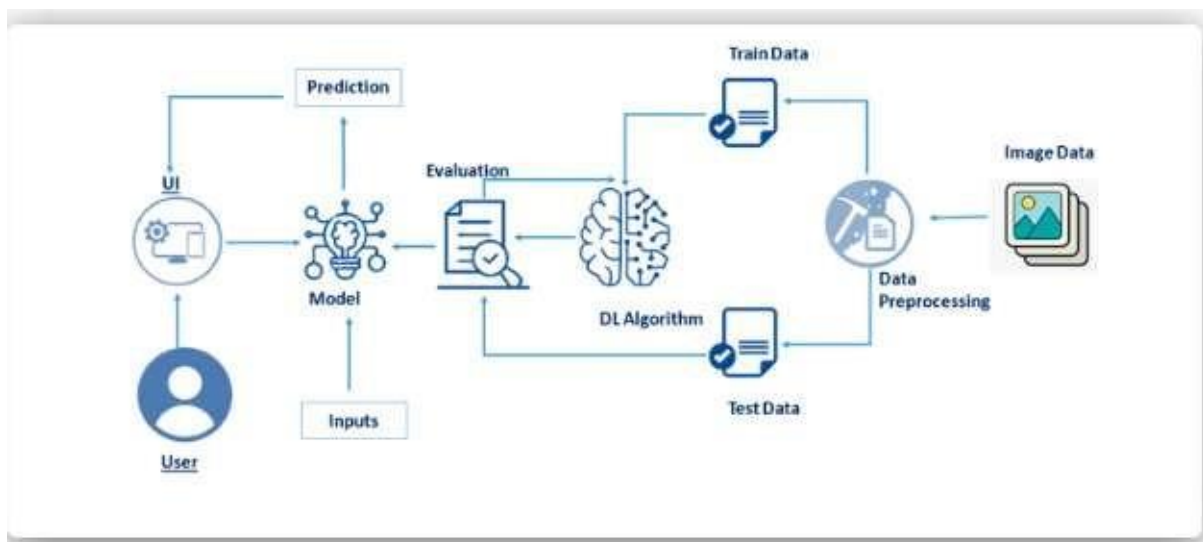 Train Data
Prediction
Image Data
Evaluation
UI
Data
Preprocessing
Model
DL Algorithm
Inputs
Test Data
User